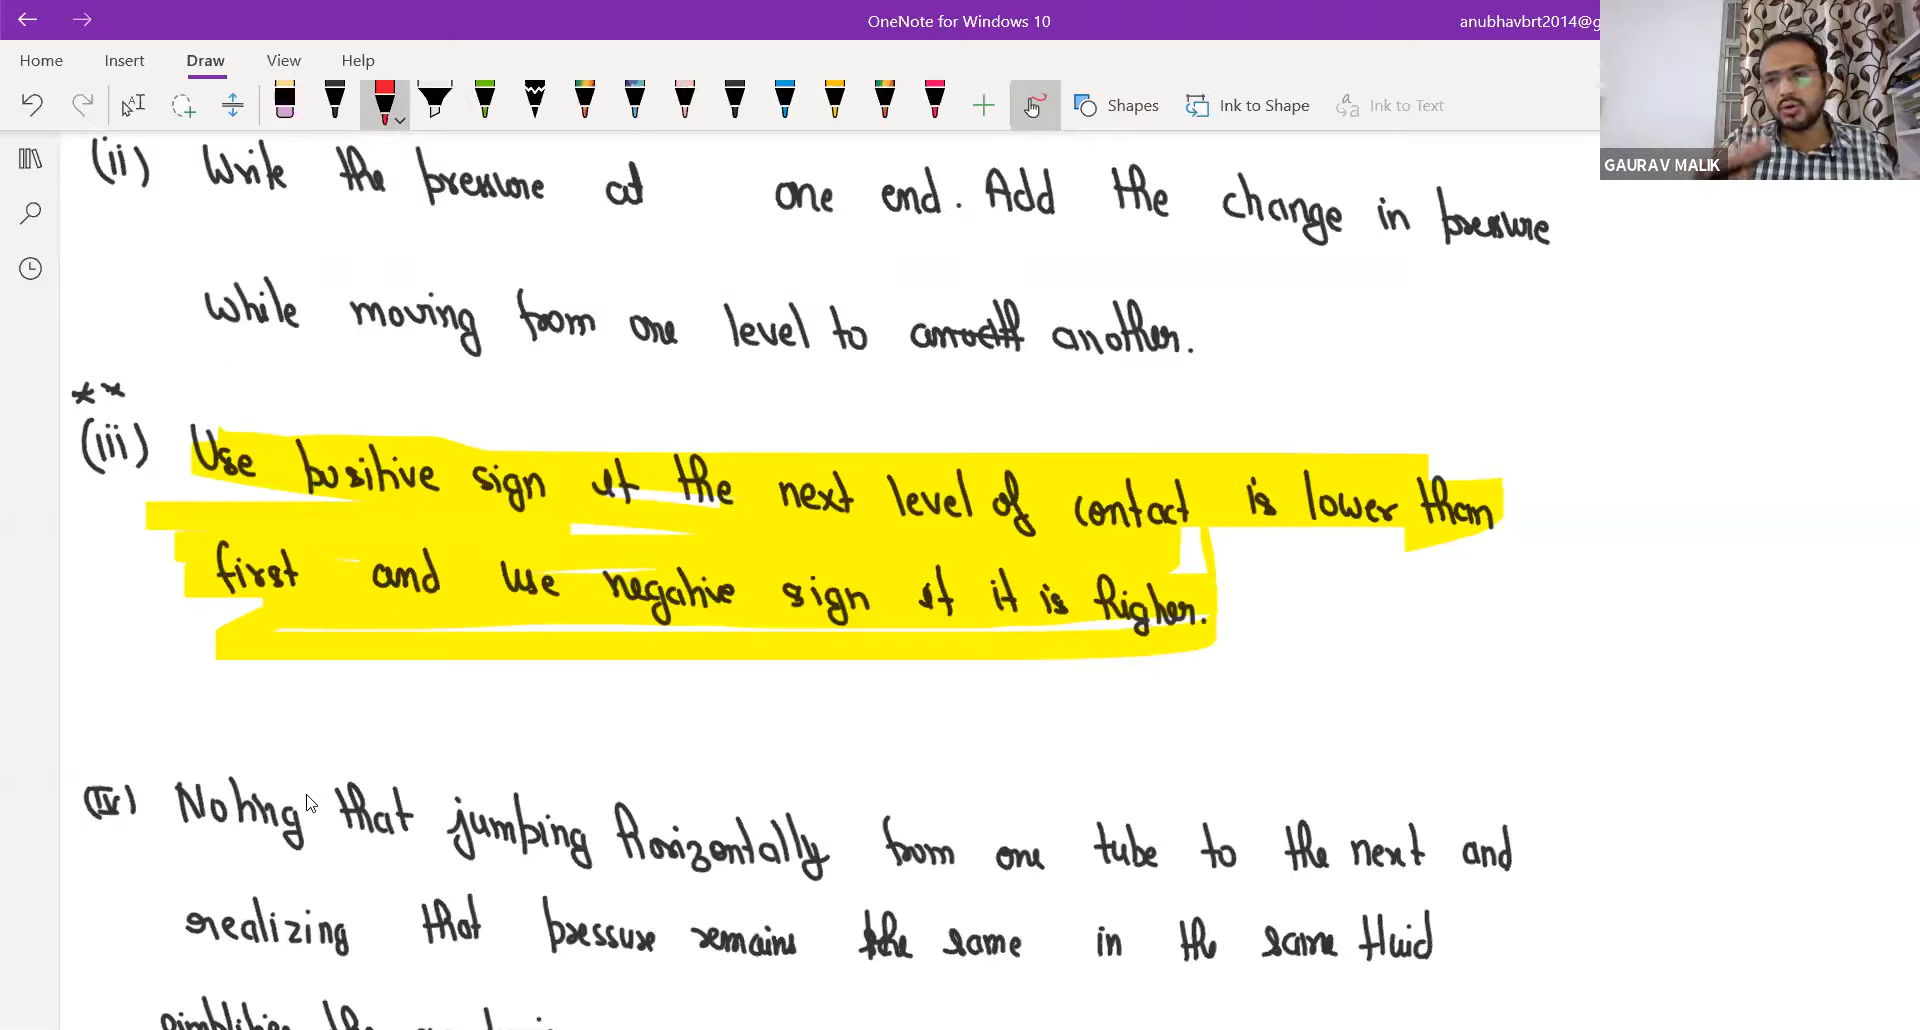 OneNote for Windows 10
anubhavbrt2014@g
Home Insert Draw View Help
Shapes Ink to Shape Ink to Text
GAURAV MALIK
(ii) Write the pressure at one end. Add the change in pressure
while moving from one level to another.
**
(iii) Use positive sign if the next level of contact is lower than
first and use negative sign if it is higher.
(iv) Noting that jumping horizontally from one tube to the next and
realizing that pressure remains the same in the same fluid
simplifies the